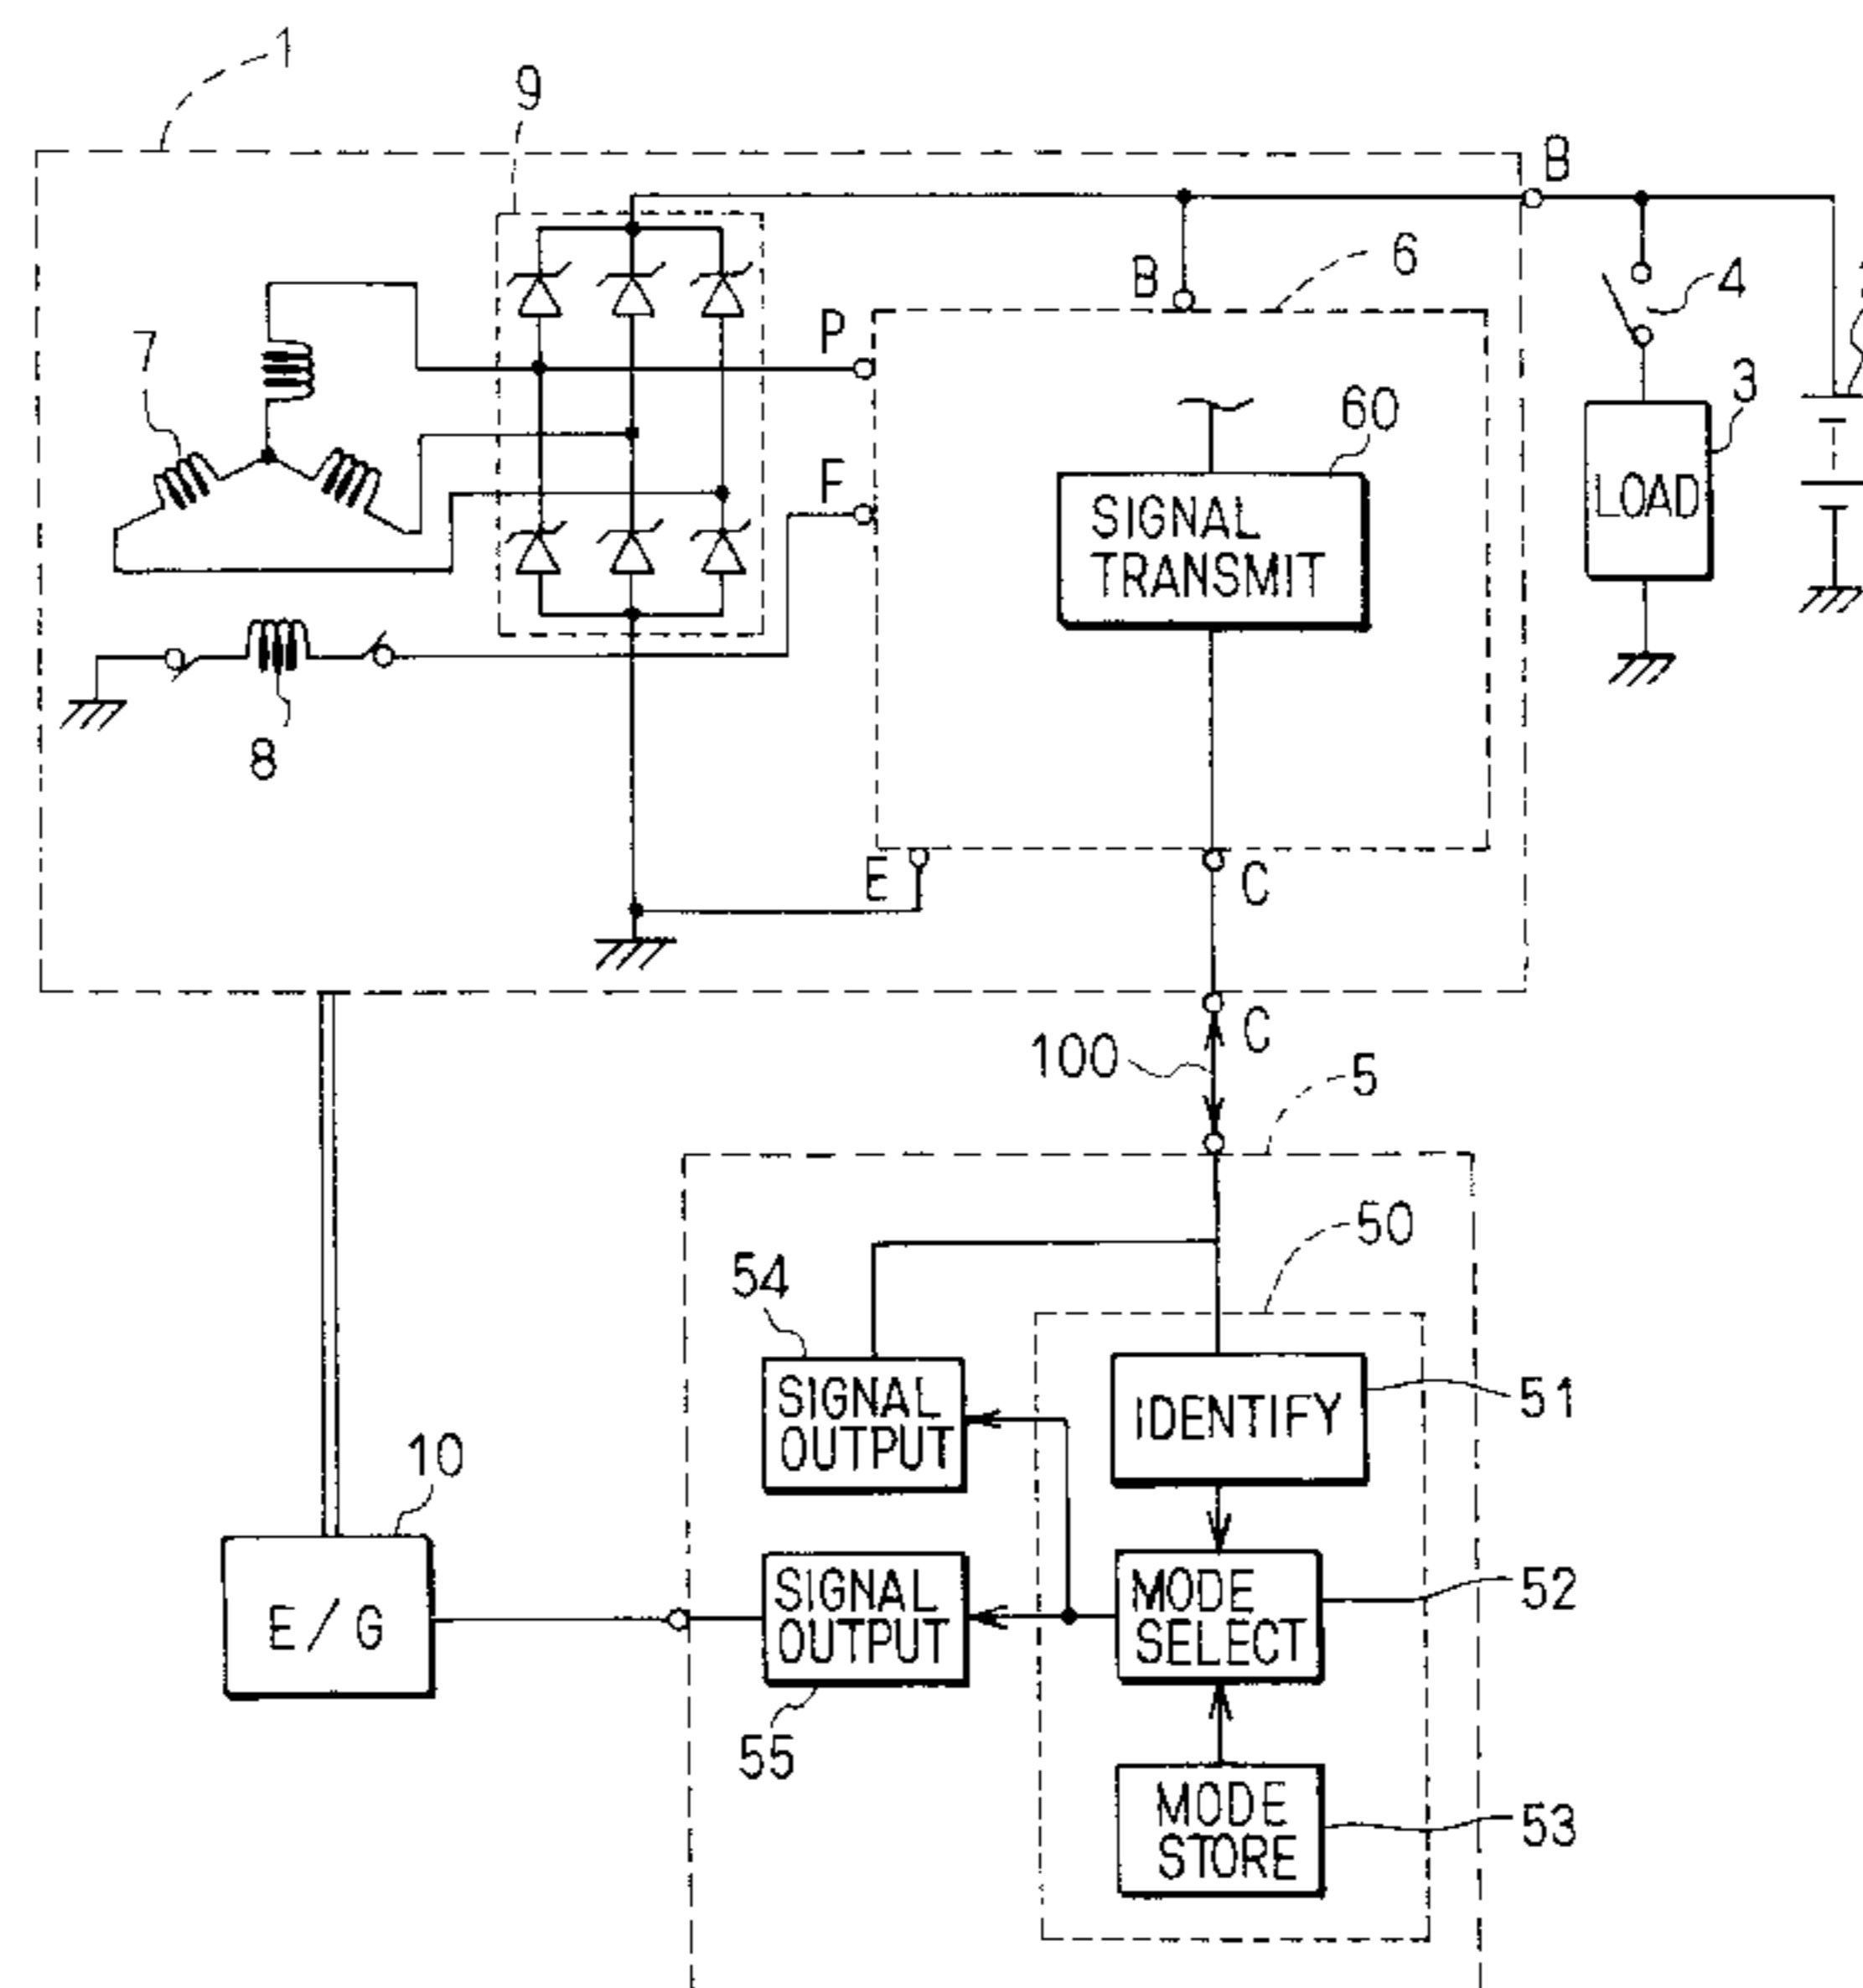 1
9
B
B
6
4
P
7
60
3
LOAD
F
SIGNAL
TRANSMIT
8
E
C
C
100
5
50
54
SIGNAL
OUTPUT
IDENTIFY
51
10
E/G
SIGNAL
OUTPUT
MODE
SELECT
52
55
MODE
STORE
53